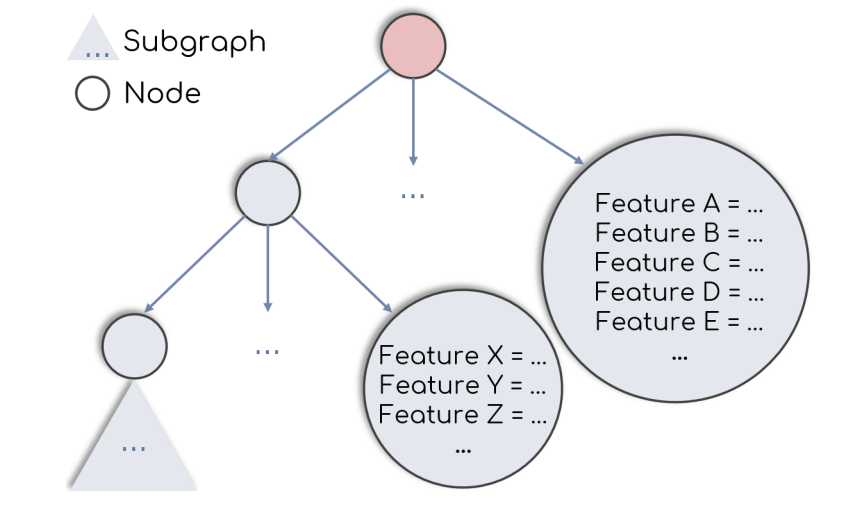 ... Subgraph
Node
...
Feature A = ...
Feature B = ...
Feature C = ...
Feature D = ...
Feature E = ...
...
...
Feature X = ...
Feature Y = ...
Feature Z = ...
...
...